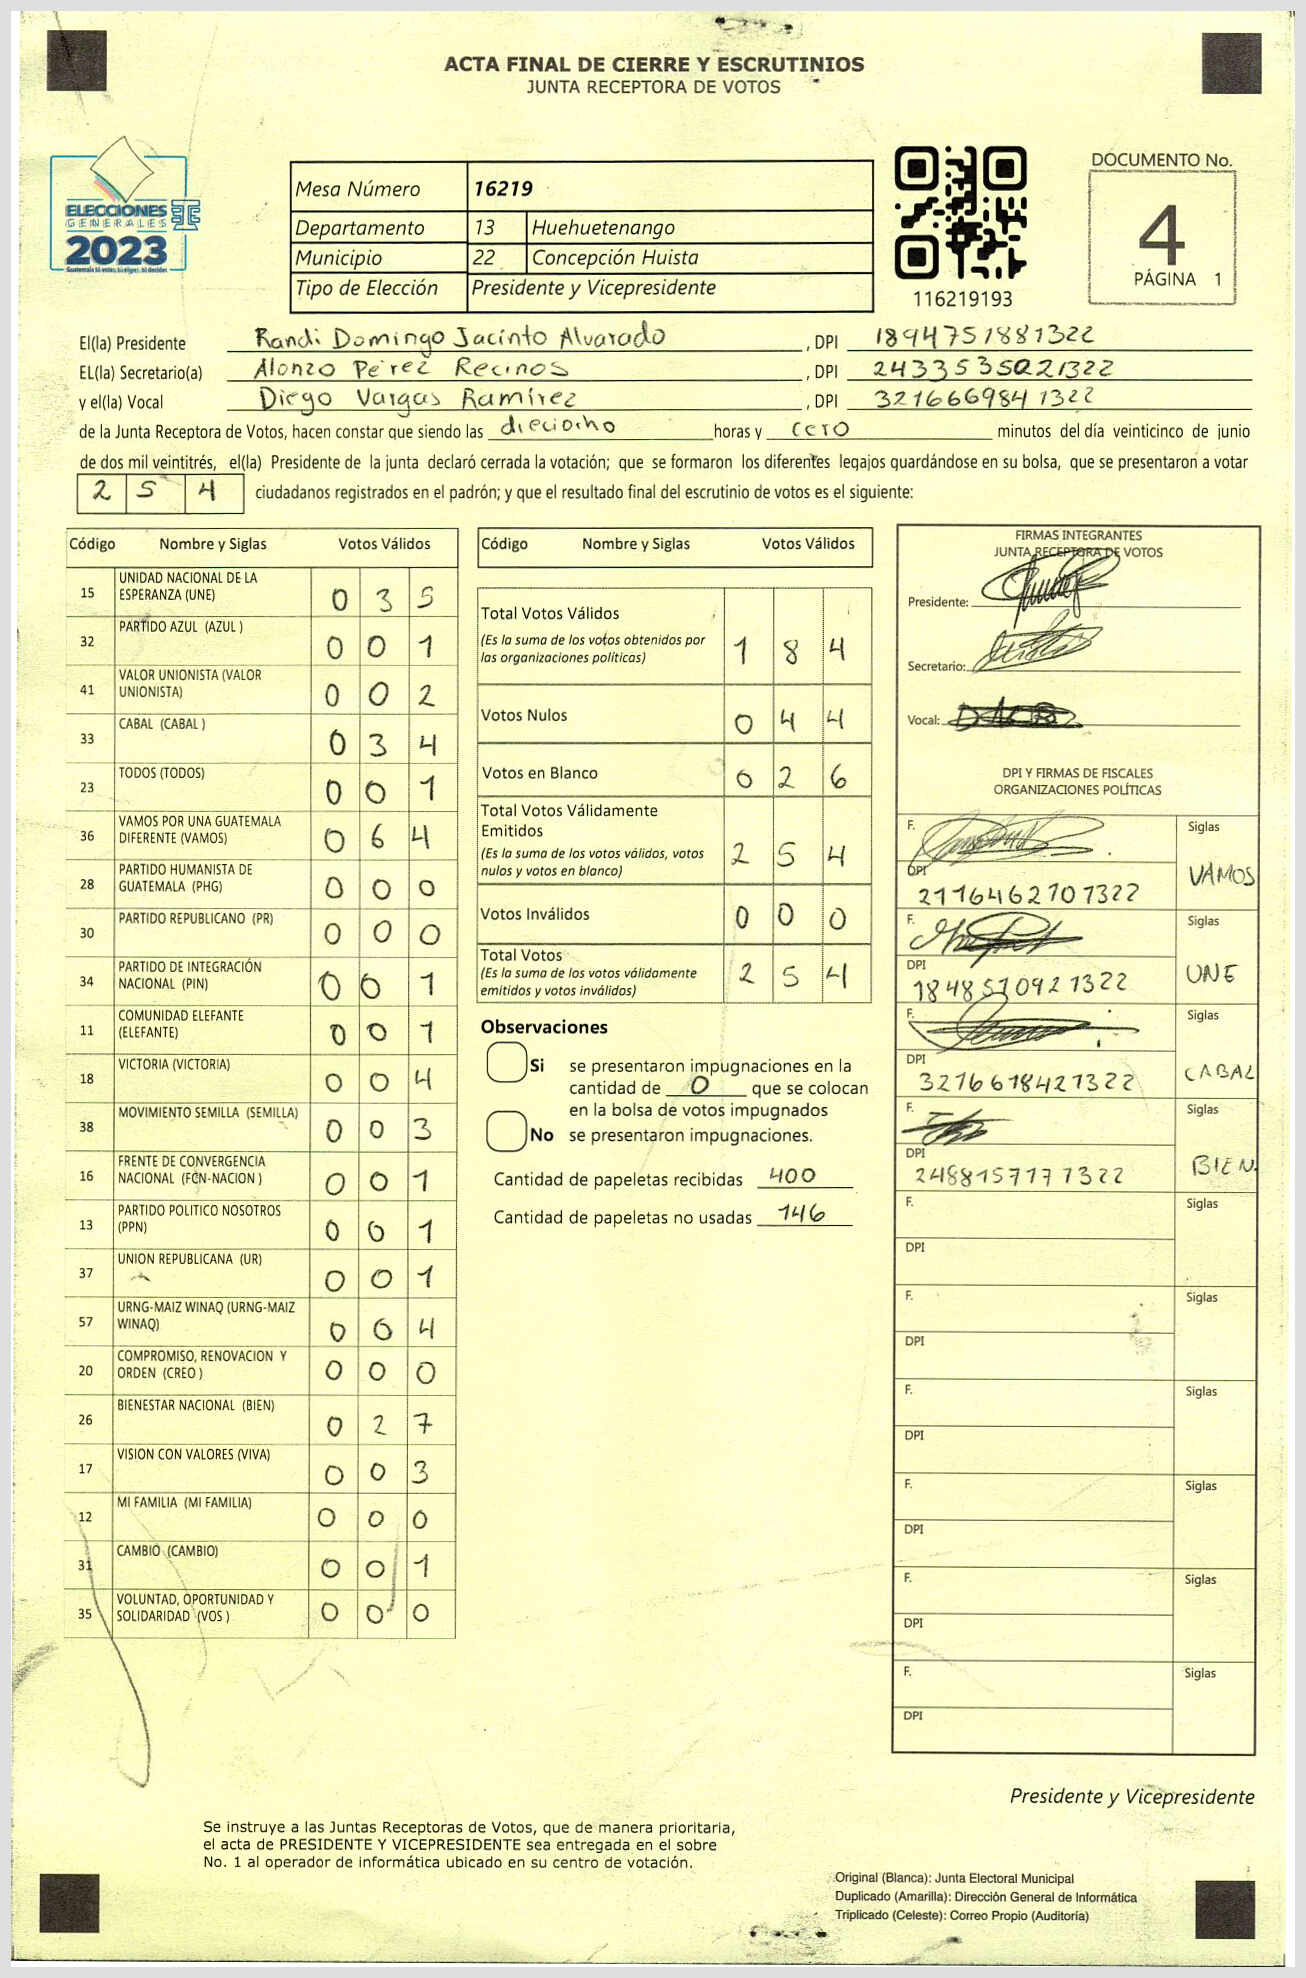 ACTA FINAL DE CIERRE Y ESCRUTINIOS
JUNTA RECEPTORA DE VOTOS
ELECCIONES
GENERALES
2023
Mesa Número 16219
Departamento 13 Huehuetenango
Municipio 22 Concepción Huista
Tipo de Elección Presidente y Vicepresidente
116219193
DOCUMENTO No.
4
PÁGINA 1
El(la) Presidente Randi Domingo Jacinto Alvarado, DPI 1894751881322
EL(la) Secretario(a) Alonzo Pérez Recinos, DPI 2433535021322
y el(la) Vocal Diego Vargas Ramírez, DPI 3216669841322
de la Junta Receptora de Votos, hacen constar que siendo las dieciocho horas y cero minutos del día veinticinco de junio
de dos mil veintitrés, el(la) Presidente de la junta declaró cerrada la votación; que se formaron los diferentes legajos guardándose en su bolsa, que se presentaron a votar
2 5 4 ciudadanos registrados en el padrón; y que el resultado final del escrutinio de votos es el siguiente:
Código Nombre y Siglas Votos Válidos
15 UNIDAD NACIONAL DE LA
ESPERANZA (UNE) 0 3 5
32 PARTIDO AZUL (AZUL ) 0 0 1
41 VALOR UNIONISTA (VALOR
UNIONISTA) 0 0 2
33 CABAL (CABAL ) 0 3 4
23 TODOS (TODOS) 0 0 1
36 VAMOS POR UNA GUATEMALA
DIFERENTE (VAMOS) 0 6 4
28 PARTIDO HUMANISTA DE
GUATEMALA (PHG) 0 0 0
30 PARTIDO REPUBLICANO (PR) 0 0 0
34 PARTIDO DE INTEGRACIÓN
NACIONAL (PIN) 0 0 1
11 COMUNIDAD ELEFANTE
(ELEFANTE) 0 0 1
18 VICTORIA (VICTORIA) 0 0 4
38 MOVIMIENTO SEMILLA (SEMILLA) 0 0 3
16 FRENTE DE CONVERGENCIA
NACIONAL (FCN-NACION ) 0 0 1
13 PARTIDO POLITICO NOSOTROS
(PPN) 0 0 1
37 UNION REPUBLICANA (UR) 0 0 1
57 URNG-MAIZ WINAQ (URNG-MAIZ
WINAQ) 0 0 4
20 COMPROMISO, RENOVACION Y
ORDEN (CREO ) 0 0 0
26 BIENESTAR NACIONAL (BIEN) 0 2 7
17 VISION CON VALORES (VIVA) 0 0 3
12 MI FAMILIA (MI FAMILIA) 0 0 0
31 CAMBIO (CAMBIO) 0 0 1
35 VOLUNTAD, OPORTUNIDAD Y
SOLIDARIDAD (VOS ) 0 0 0
Código Nombre y Siglas Votos Válidos
Total Votos Válidos
(Es la suma de los votos obtenidos por
las organizaciones políticas) 1 8 4
Votos Nulos 0 4 4
Votos en Blanco 0 2 6
Total Votos Válidamente
Emitidos
(Es la suma de los votos válidos, votos
nulos y votos en blanco) 2 5 4
Votos Inválidos 0 0 0
Total Votos
(Es la suma de los votos válidamente
emitidos y votos inválidos) 2 5 4
Observaciones
Si se presentaron impugnaciones en la
cantidad de 0 que se colocan
en la bolsa de votos impugnados
No se presentaron impugnaciones.
Cantidad de papeletas recibidas 400
Cantidad de papeletas no usadas 146
FIRMAS INTEGRANTES
JUNTA RECEPTORA DE VOTOS
Presidente:
Secretario:
Vocal:
DPI Y FIRMAS DE FISCALES
ORGANIZACIONES POLÍTICAS
F. Siglas
DPI 2116462701322 VAMOS
F. Siglas
DPI 1848510921322 UNE
F. Siglas
DPI 3216618421322 CABAL
F. Siglas
DPI 2488157171322 BIEN
F. Siglas
DPI
F. Siglas
DPI
F. Siglas
DPI
F. Siglas
DPI
F. Siglas
DPI
F. Siglas
DPI
Presidente y Vicepresidente
Se instruye a las Juntas Receptoras de Votos, que de manera prioritaria,
el acta de PRESIDENTE Y VICEPRESIDENTE sea entregada en el sobre
No. 1 al operador de informática ubicado en su centro de votación.
Original (Blanca): Junta Electoral Municipal
Duplicado (Amarilla): Dirección General de Informática
Triplicado (Celeste): Correo Propio (Auditoría)